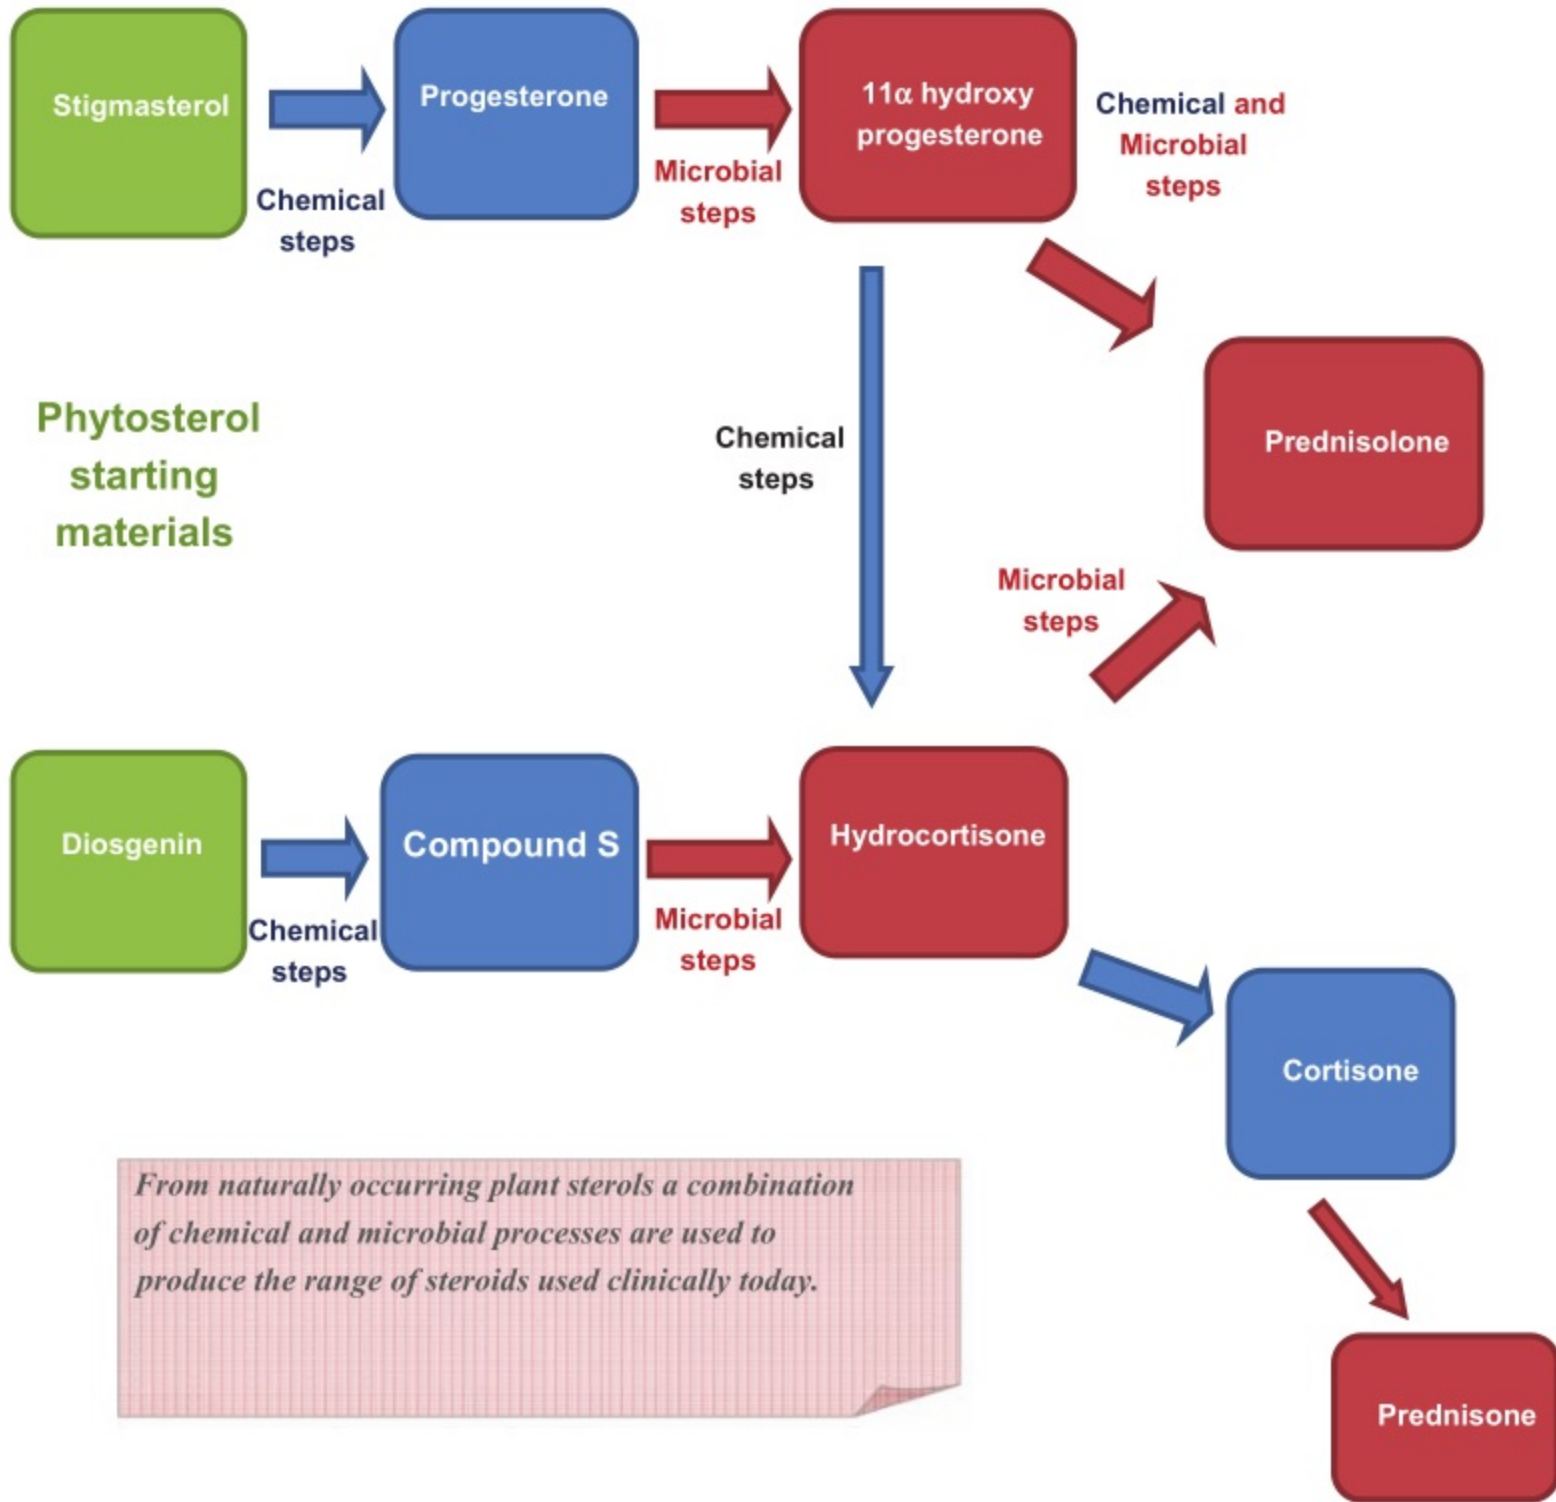 Stigmasterol
Chemical
steps
Progesterone
Microbial
steps
11α hydroxy
progesterone
Chemical and
Microbial
steps
Phytosterol
starting
materials
Chemical
steps
Prednisolone
Microbial
steps
Diosgenin
Chemical
steps
Compound S
Microbial
steps
Hydrocortisone
Cortisone
From naturally occurring plant sterols a combination
of chemical and microbial processes are used to
produce the range of steroids used clinically today.
Prednisone